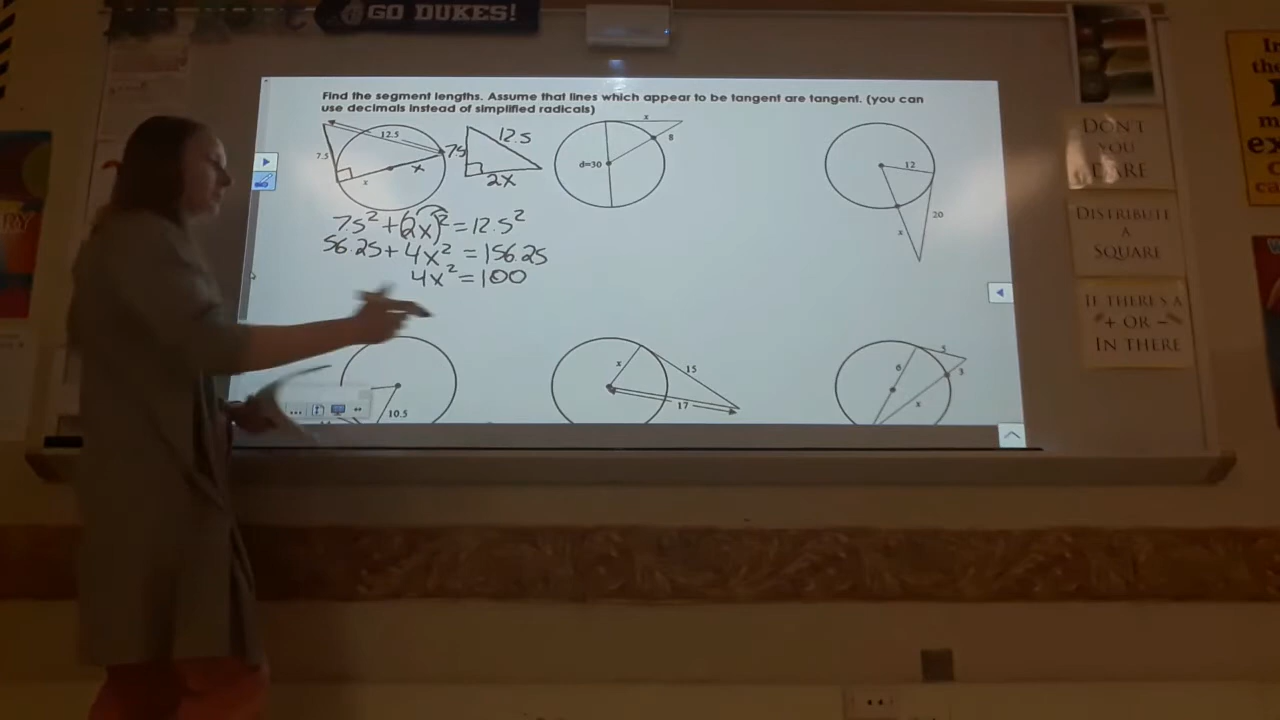 GO DUKES!
Find the segment lengths. Assume that lines which appear to be tangent are tangent. (you can
use decimals instead of simplified radicals)
12.5
7.5
x
x
12.5
7.5
2x
x
8
d=30
12
20
x
7.5² + (2x)² = 12.5²
56.25 + 4x² = 156.25
4x² = 100
10.5
x
15
17
5
6
3
x
DON'T
YOU
DARE
DISTRIBUTE
A
SQUARE
IF THERE'S A
+ OR -
IN THERE